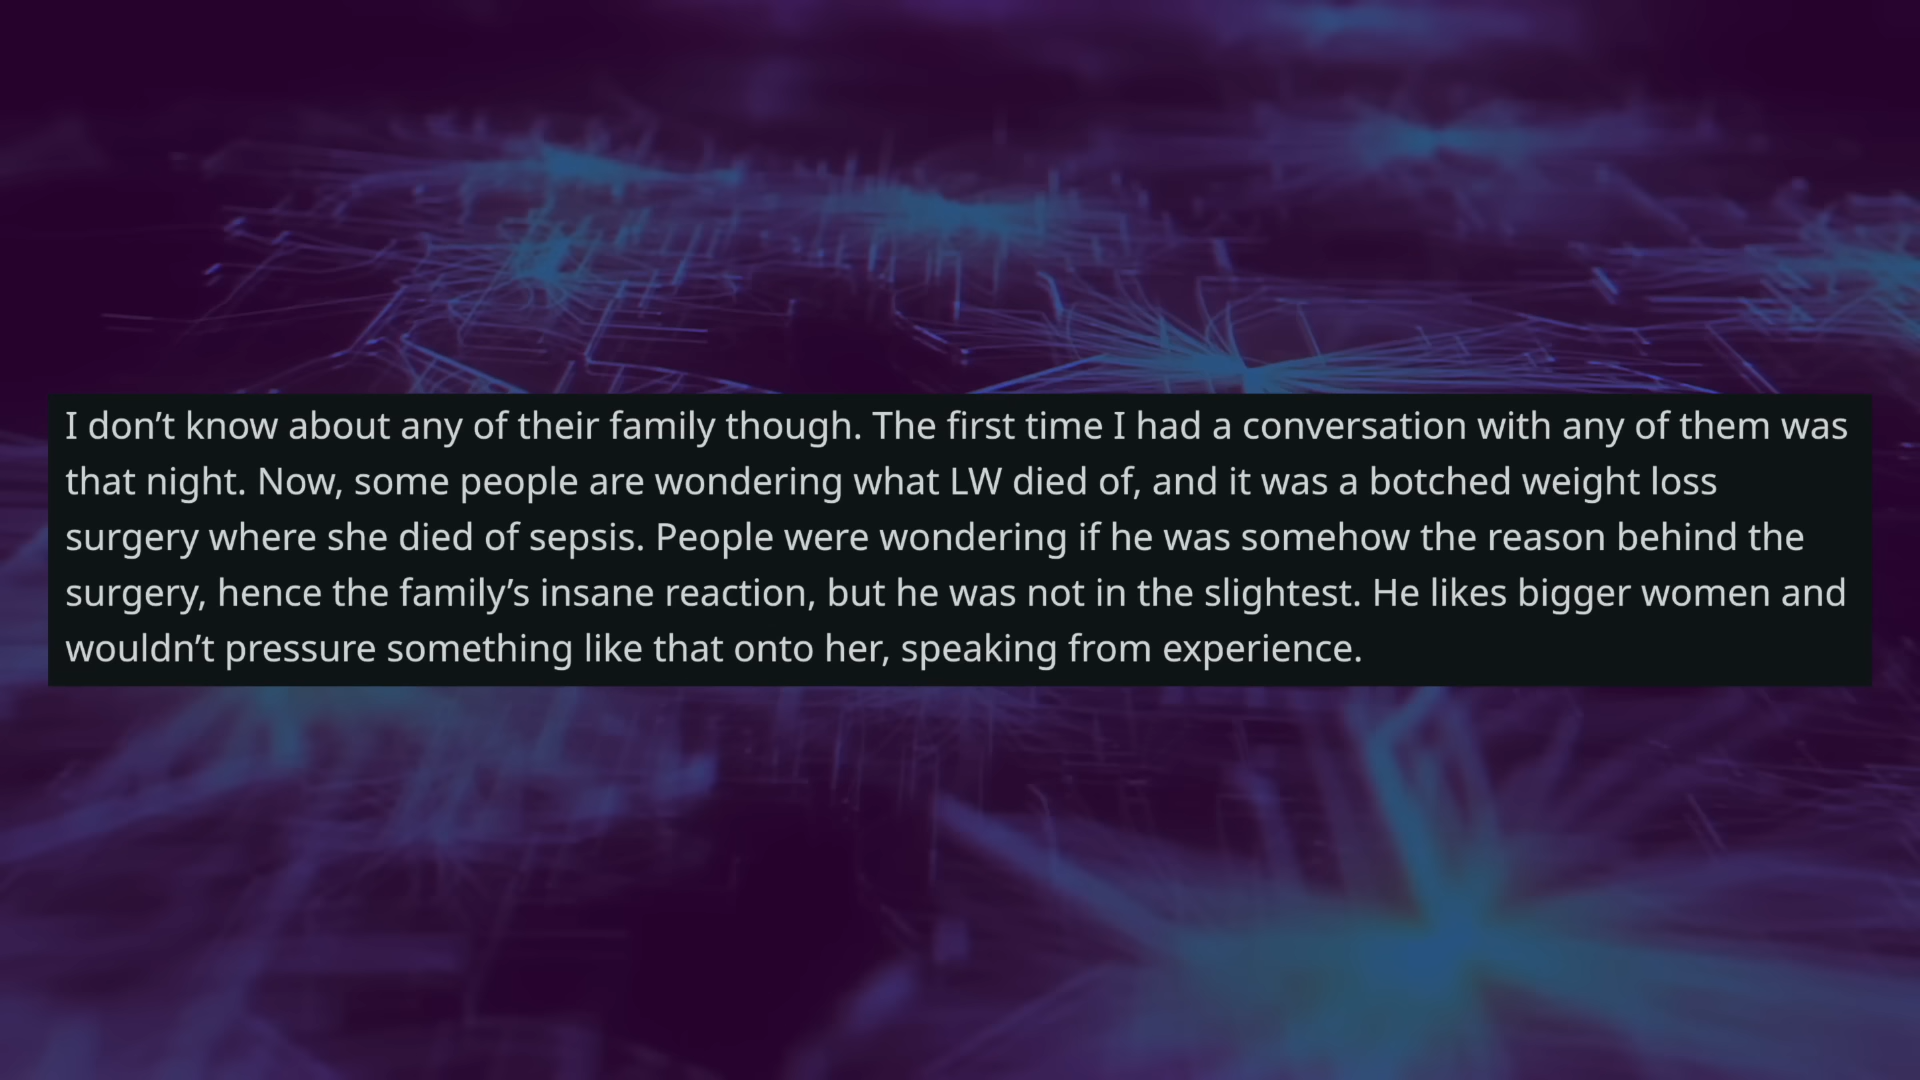 I don’t know about any of their family though. The first time I had a conversation with any of them was
that night. Now, some people are wondering what LW died of, and it was a botched weight loss
surgery where she died of sepsis. People were wondering if he was somehow the reason behind the
surgery, hence the family’s insane reaction, but he was not in the slightest. He likes bigger women and
wouldn’t pressure something like that onto her, speaking from experience.